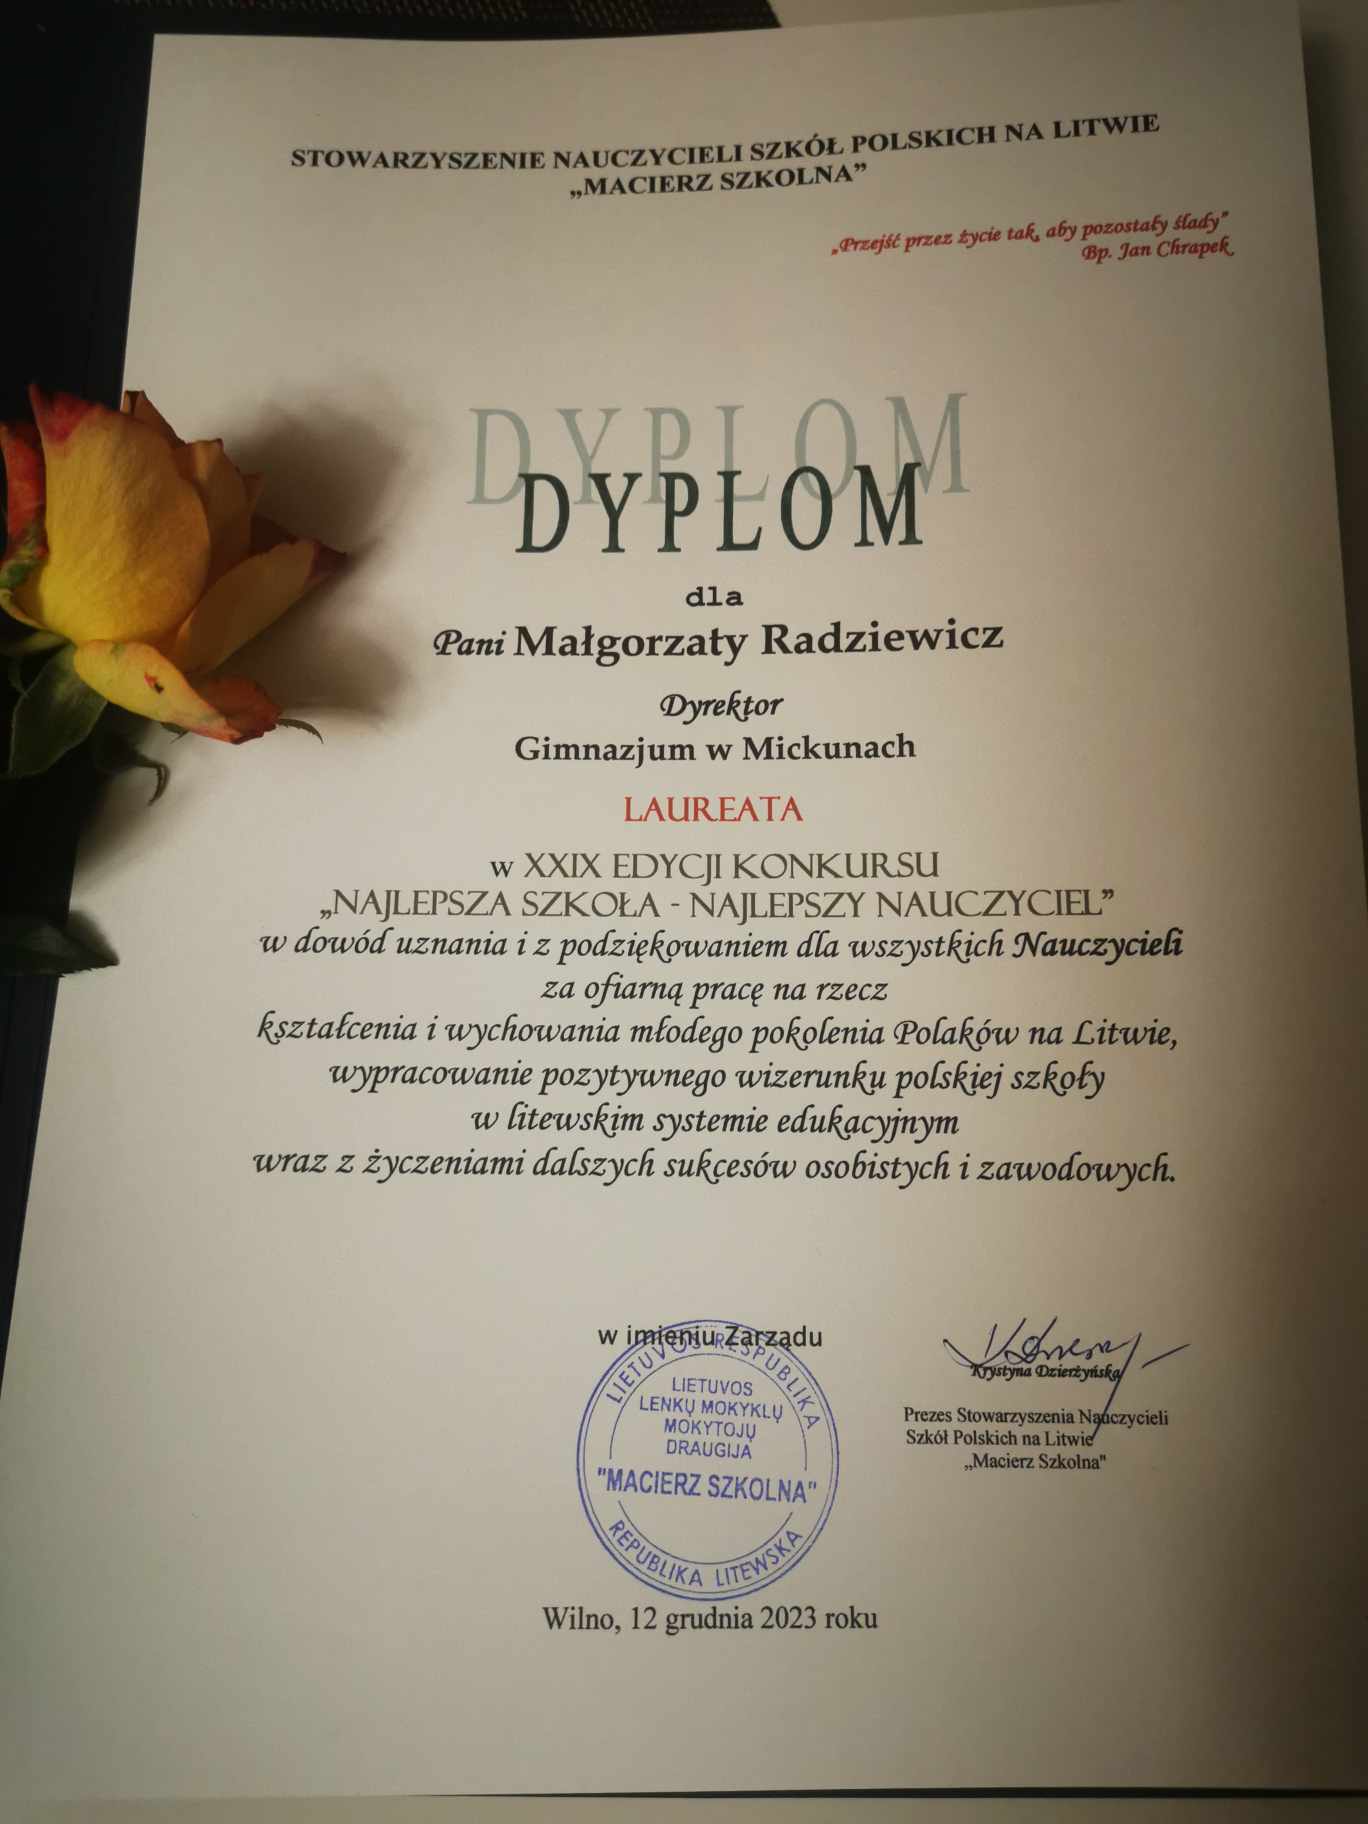 STOWARZYSZENIE NAUCZYCIELI SZKÓŁ POLSKICH NA LITWIE
„MACIERZ SZKOLNA”
„Przejść przez życie tak, aby pozostały ślady”
Bp. Jan Chrapek
DYPLOM
DYPLOM
dla
Pani Małgorzaty Radziewicz
Dyrektor
Gimnazjum w Mickunach
LAUREATA
w XXIX EDYCJI KONKURSU
„NAJLEPSZA SZKOŁA - NAJLEPSZY NAUCZYCIEL”
w dowód uznania i z podziękowaniem dla wszystkich Nauczycieli
za ofiarną pracę na rzecz
kształcenia i wychowania młodego pokolenia Polaków na Litwie,
wypracowanie pozytywnego wizerunku polskiej szkoły
w litewskim systemie edukacyjnym
wraz z życzeniami dalszych sukcesów osobistych i zawodowych.
w imieniu Zarządu
LIETUVOS RESPUBLIKA
LIETUVOS
LENKŲ MOKYKLŲ
MOKYTOJŲ
DRAUGIJA
"MACIERZ SZKOLNA"
REPUBLIKA LITEWSKA
Krystyna Dzierżyńska
Prezes Stowarzyszenia Nauczycieli
Szkół Polskich na Litwie
„Macierz Szkolna"
Wilno, 12 grudnia 2023 roku